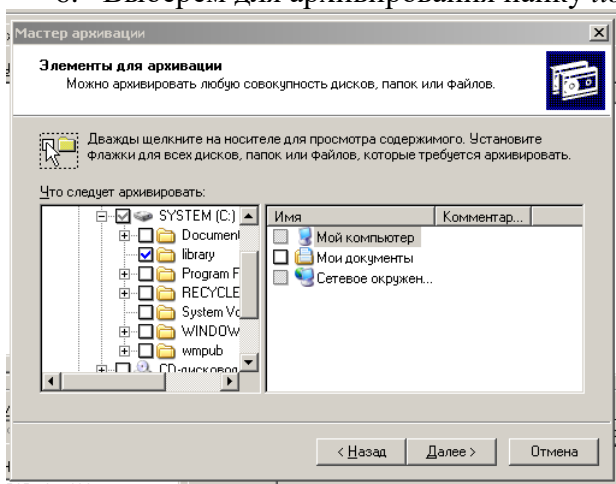 Выберем для архивирования папку
Мастер архивации
Элементы для архивации
Можно архивировать любую совокупность дисков, папок или файлов.
Дважды щелкните на носителе для просмотра содержимого. Установите
флажки для всех дисков, папок или файлов, которые требуется архивировать.
Что следует архивировать:
SYSTEM (C:)
Document
library
Program F
RECYCLE
System Vo
WINDOW
wmpub
CD-дисковод
Имя
Комментар...
Мой компьютер
Мои документы
Сетевое окружен...
< Назад
Далее >
Отмена